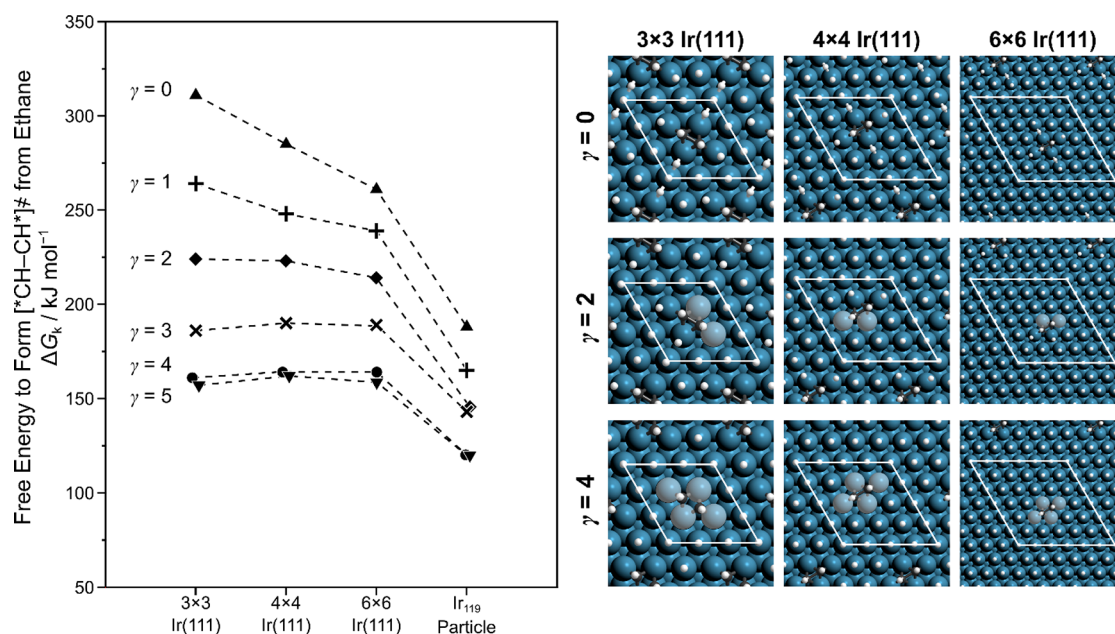 Free Energy to Form [*CH–CH*]‡ from Ethane
ΔGk / kJ mol−1
350
300
250
200
150
100
50
γ = 0
γ = 1
γ = 2
γ = 3
γ = 4
γ = 5
3×3
Ir(111)
4×4
Ir(111)
6×6
Ir(111)
Ir119
Particle
3×3 Ir(111)
4×4 Ir(111)
6×6 Ir(111)
γ = 0
γ = 2
γ = 4